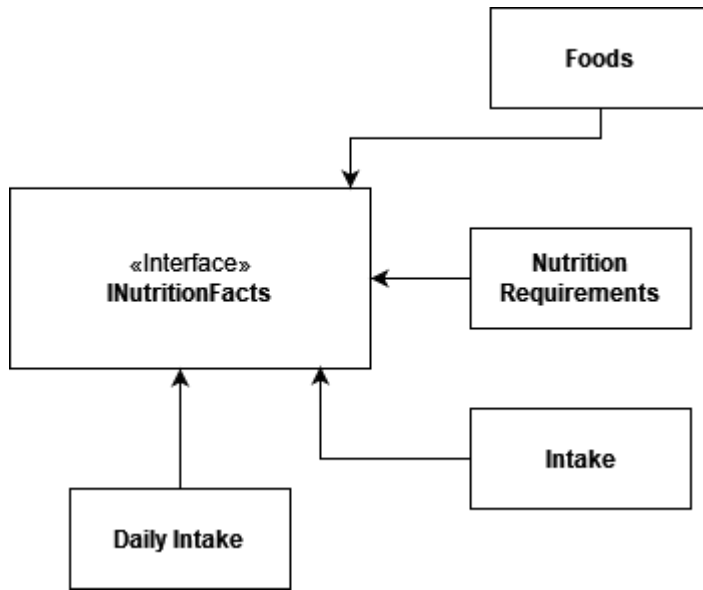 Foods
«Interface»
INutritionFacts
Nutrition
Requirements
Intake
Daily Intake